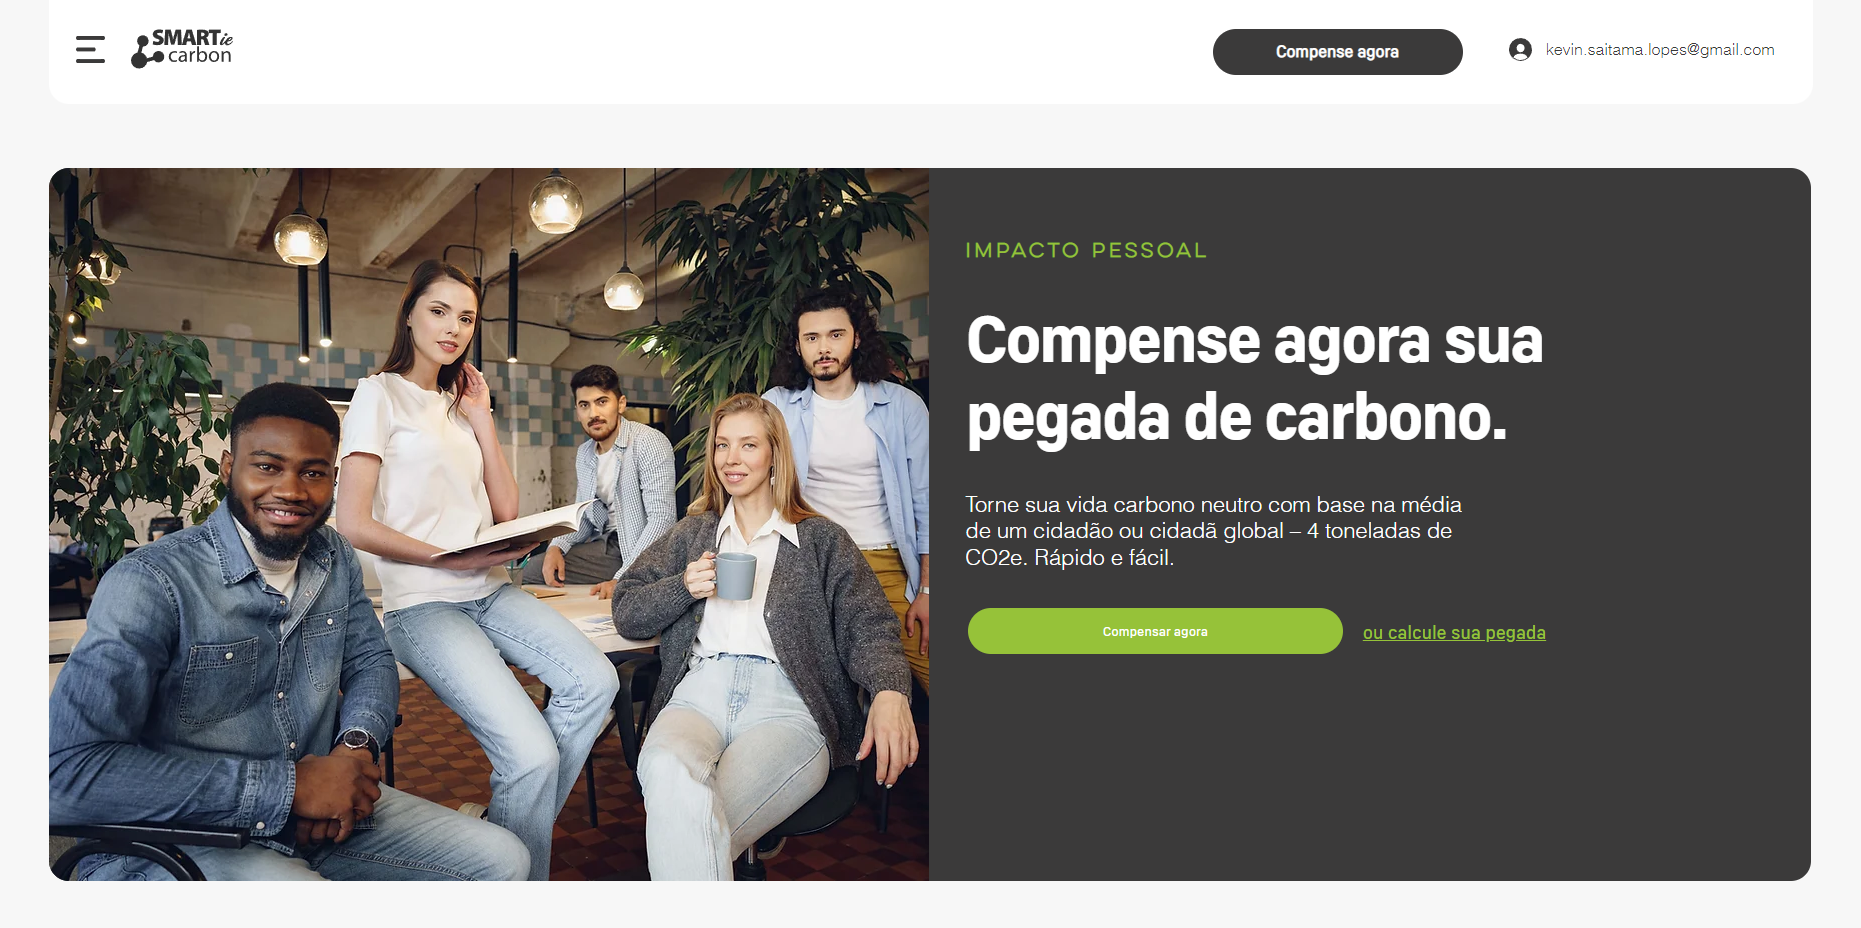 SMARTie
carbon
Compense agora
kevin.saitama.lopes@gmail.com
IMPACTO PESSOAL
Compense agora sua
pegada de carbono.
Torne sua vida carbono neutro com base na média
de um cidadão ou cidadã global – 4 toneladas de
CO2e. Rápido e fácil.
Compensar agora
ou calcule sua pegada